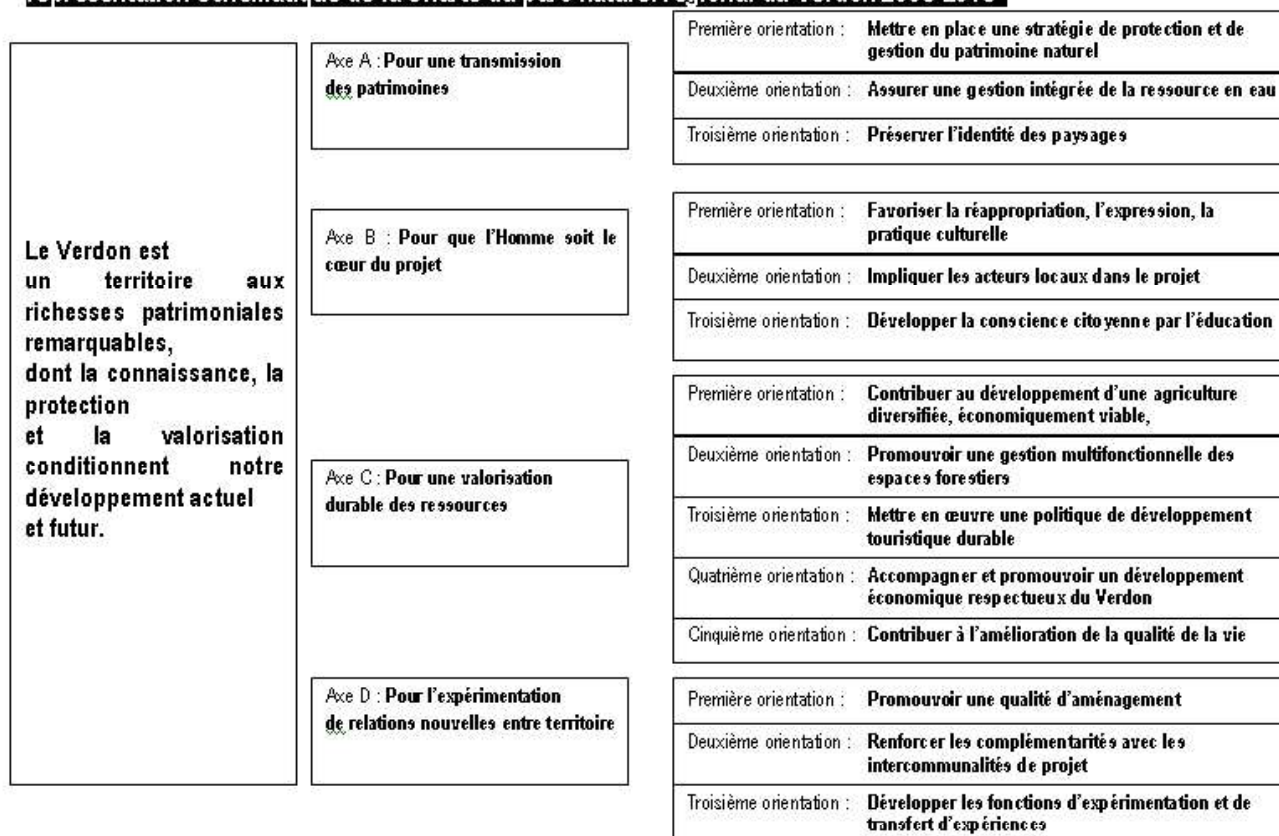 Le Verdon est
un territoire aux
richesses patrimoniales
remarquables,
dont la connaissance, la
protection
et la valorisation
conditionnent notre
développement actuel
et futur.
Axe A : Pour une transmission
des patrimoines
Première orientation : Mettre en place une stratégie de protection et de
gestion du patrimoine naturel
Deuxième orientation : Assurer une gestion intégrée de la ressource en eau
Troisième orientation : Préserver l'identité des paysages
Axe B : Pour que l'Homme soit le
cœur du projet
Première orientation : Favoriser la réappropriation, l'expression, la
pratique culturelle
Deuxième orientation : Impliquer les acteurs locaux dans le projet
Troisième orientation : Développer la conscience citoyenne par l'éducation
Axe C : Pour une valorisation
durable des ressources
Première orientation : Contribuer au développement d'une agriculture
diversifiée, économiquement viable,
Deuxième orientation : Promouvoir une gestion multifonctionnelle des
espaces forestiers
Troisième orientation : Mettre en œuvre une politique de développement
touristique durable
Quatrième orientation : Accompagner et promouvoir un développement
économique respectueux du Verdon
Cinquième orientation : Contribuer à l'amélioration de la qualité de la vie
Axe D : Pour l'expérimentation
de relations nouvelles entre territoire
Première orientation : Promouvoir une qualité d'aménagement
Deuxième orientation : Renforcer les complémentarités avec les
intercommunalités de projet
Troisième orientation : Développer les fonctions d'expérimentation et de
transfert d'expériences